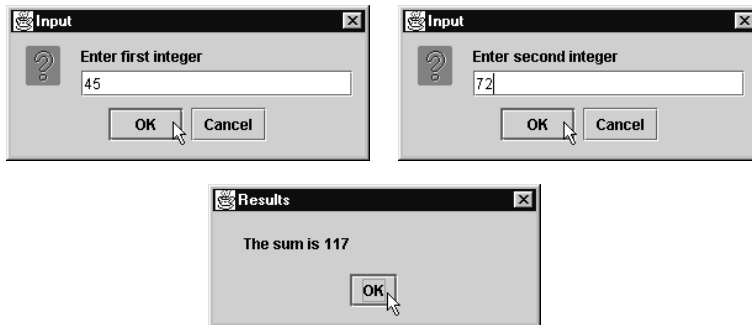 Input
Enter first integer
45
OK Cancel
Input
Enter second integer
72
OK Cancel
Results
The sum is 117
OK